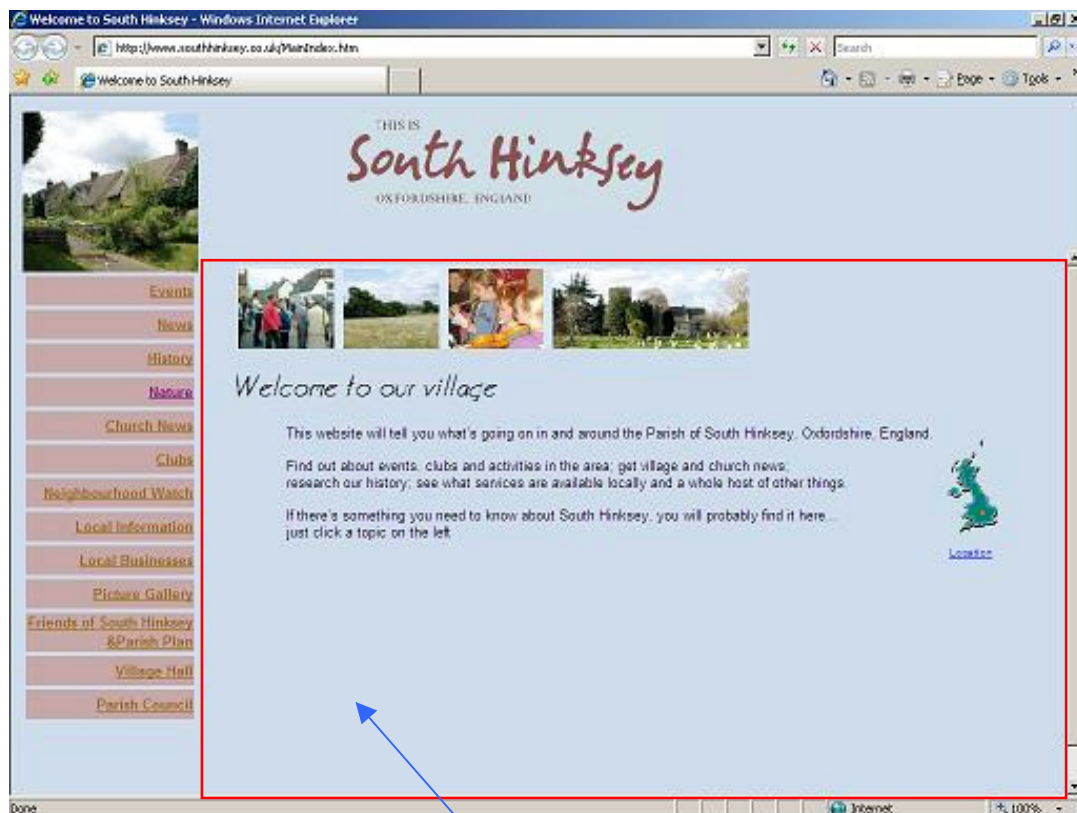 Welcome to South Hinksey - Windows Internet Explorer
http://www.southhinksey.co.uk/MainIndex.htm
Search
Welcome to South Hinksey
Page
Tools
THIS IS
South Hinksey
OXFORDSHIRE, ENGLAND
Events
News
History
Nature
Church News
Clubs
Neighbourhood Watch
Local Information
Local Businesses
Picture Gallery
Friends of South Hinksey
&Parish Plan
Village Hall
Parish Council
Welcome to our village
This website will tell you what's going on in and around the Parish of South Hinksey, Oxfordshire, England.
Find out about events, clubs and activities in the area; get village and church news;
research our history; see what services are available locally and a whole host of other things.
If there's something you need to know about South Hinksey, you will probably find it here...
just click a topic on the left
Location
Done
Internet
100%